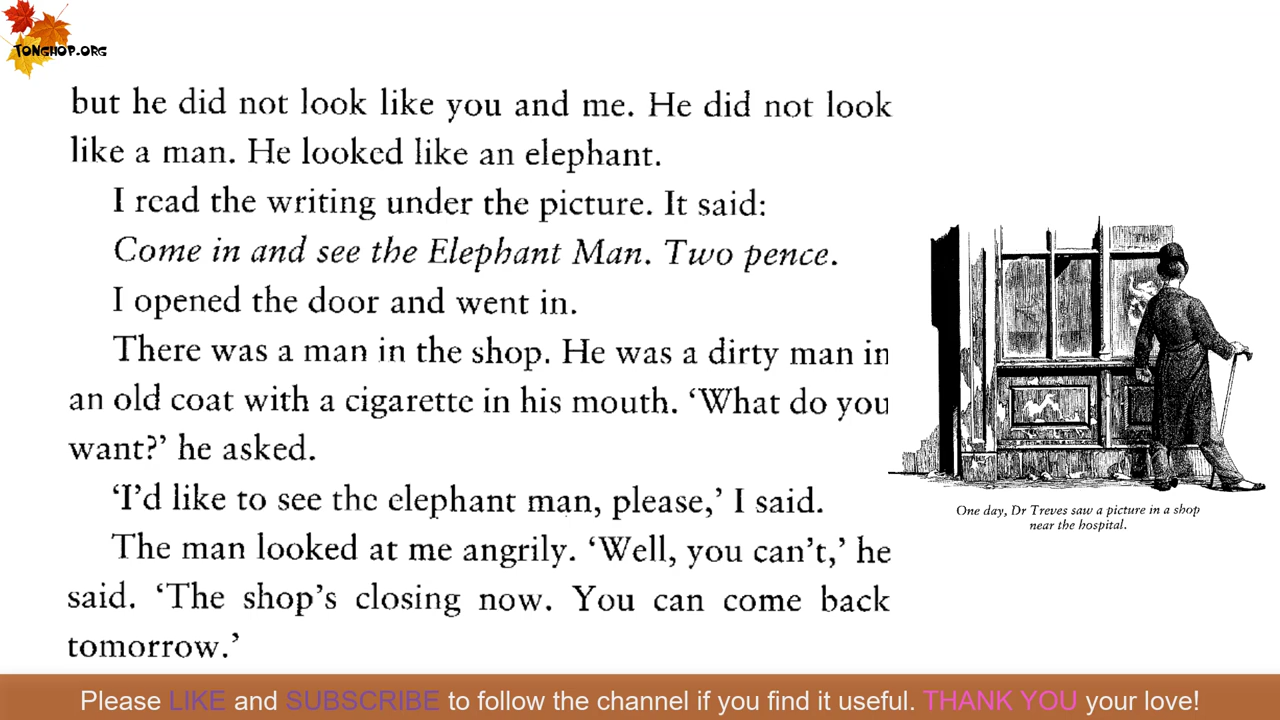 TONGHOP.ORG
but he did not look like you and me. He did not look
like a man. He looked like an elephant.
I read the writing under the picture. It said:
Come in and see the Elephant Man. Two pence.
I opened the door and went in.
There was a man in the shop. He was a dirty man in
an old coat with a cigarette in his mouth. ‘What do you
want?’ he asked.
‘I’d like to see the elephant man, please,’ I said.
The man looked at me angrily. ‘Well, you can’t,’ he
said. ‘The shop’s closing now. You can come back
tomorrow.’
THE
One day, Dr Treves saw a picture in a shop
near the hospital.
Please LIKE and SUBSCRIBE to follow the channel if you find it useful. THANK YOU your love!